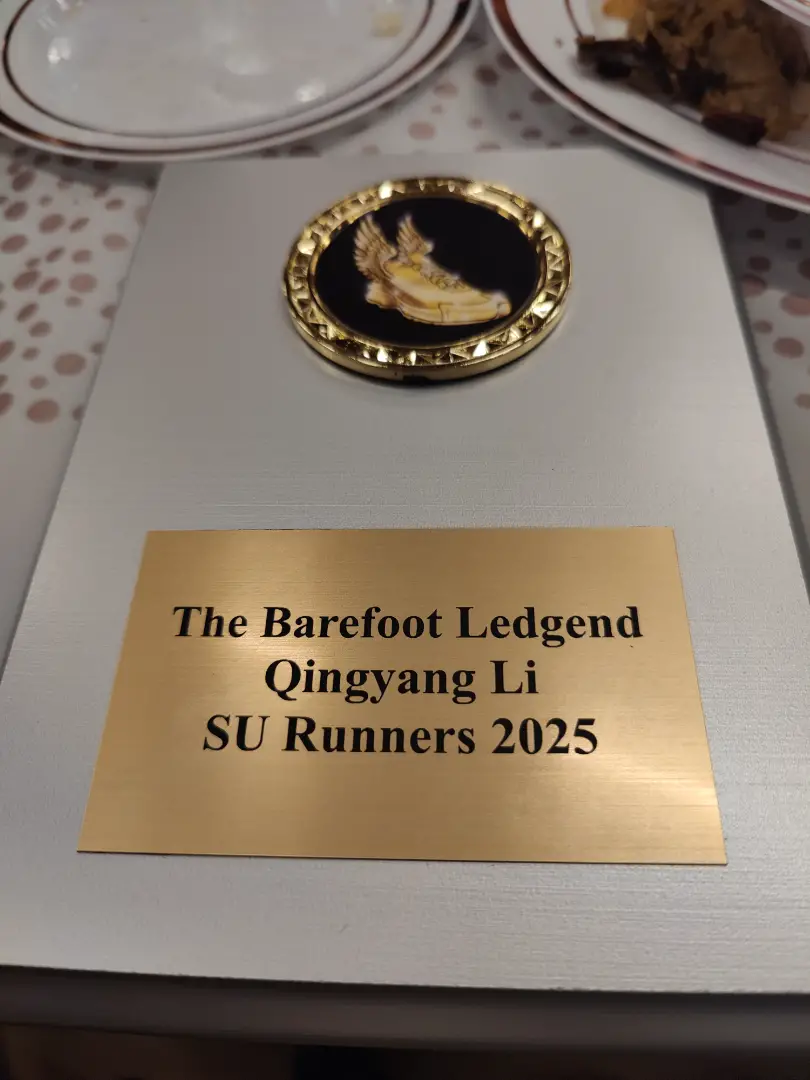 The Barefoot Ledgend
Qingyang Li
SU Runners 2025